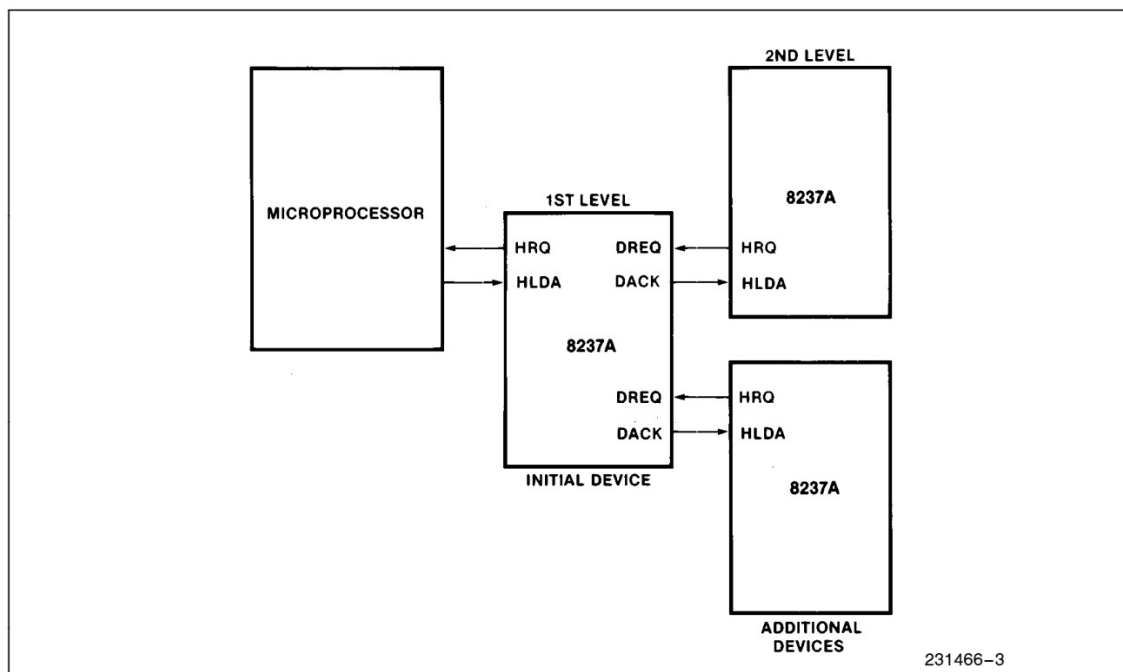 2ND LEVEL
MICROPROCESSOR
1ST LEVEL
8237A
HRQ
DREQ
HRQ
HLDA
DACK
HLDA
8237A
DREQ
HRQ
DACK
HLDA
INITIAL DEVICE
8237A
ADDITIONAL
DEVICES
231466-3